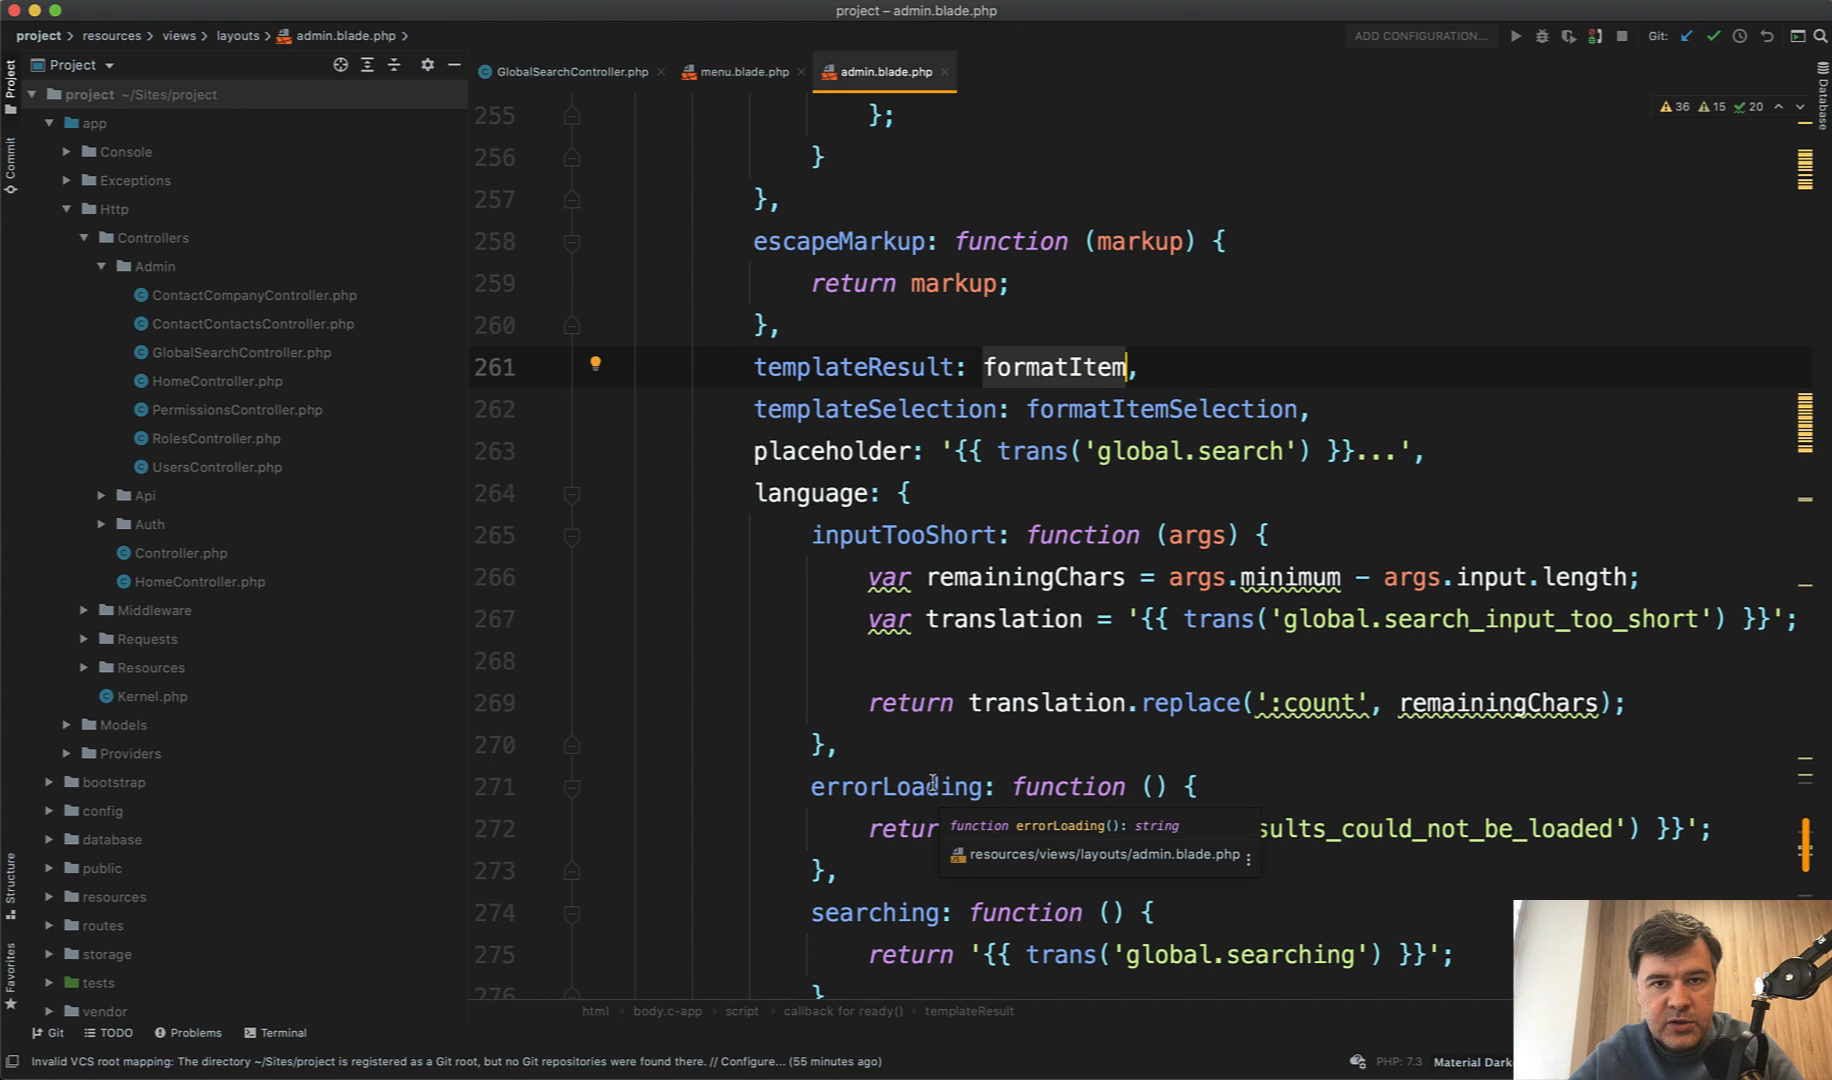 project – admin.blade.php
project > resources > views > layouts > admin.blade.php >
ADD CONFIGURATION...
Git:
Project
GlobalSearchController.php
menu.blade.php
admin.blade.php
Project
Commit
Structure
Favorites
Database
36 15 20
project ~/Sites/project
app
Console
Exceptions
Http
Controllers
Admin
ContactCompanyController.php
ContactContactsController.php
GlobalSearchController.php
HomeController.php
PermissionsController.php
RolesController.php
UsersController.php
Api
Auth
Controller.php
HomeController.php
Middleware
Requests
Resources
Kernel.php
Models
Providers
bootstrap
config
database
public
resources
routes
storage
tests
vendor
255 };
256 }
257 },
258 escapeMarkup: function (markup) {
259 return markup;
260 },
261 templateResult: formatItem,
262 templateSelection: formatItemSelection,
263 placeholder: '{{ trans('global.search') }}...',
264 language: {
265 inputTooShort: function (args) {
266 var remainingChars = args.minimum - args.input.length;
267 var translation = '{{ trans('global.search_input_too_short') }}';
268
269 return translation.replace(':count', remainingChars);
270 },
271 errorLoading: function () {
272 retur sults_could_not_be_loaded') }}';
function errorLoading(): string
resources/views/layouts/admin.blade.php
273 },
274 searching: function () {
275 return '{{ trans('global.searching') }}';
276 }
html body.c-app script callback for ready() templateResult
Git TODO Problems Terminal
Invalid VCS root mapping: The directory ~/Sites/project is registered as a Git root, but no Git repositories were found there. // Configure... (55 minutes ago)
PHP: 7.3 Material Dark